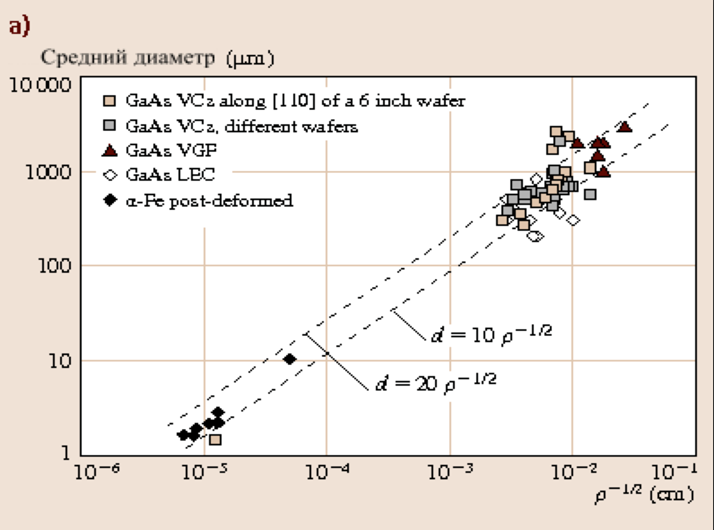 a)
Средний диаметр (μm)
10 000
GaAs VCz along [110] of a 6 inch wafer
GaAs VCz, different wafers
GaAs VGF
1000
GaAs LEC
α-Fe post-deformed
100
d = 10 ρ−1/2
10
d = 20 ρ−1/2
1
10−6 10−5 10−4 10−3 10−2 10−1
ρ−1/2 (cm)